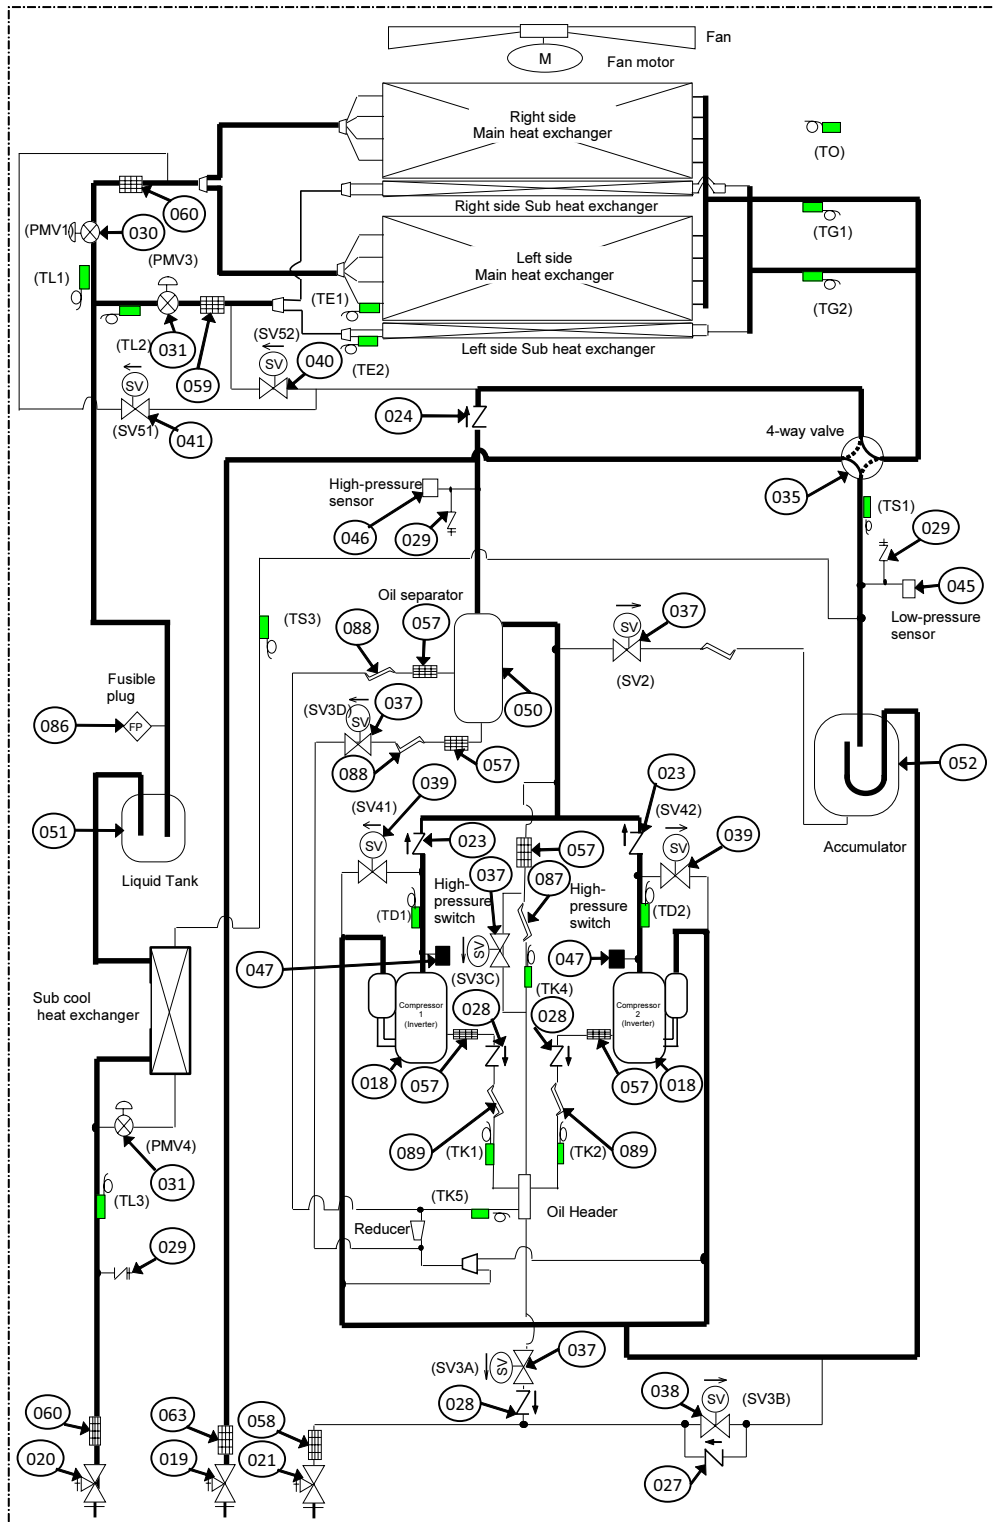 Fan
M
Fan motor
Right side
Main heat exchanger
(TO)
Right side Sub heat exchanger
060
(PMV1)
030
(TG1)
Left side
Main heat exchanger
(TL1)
(PMV3)
(TE1)
(TG2)
(TL2)
031
(SV52)
Left side Sub heat exchanger
059
SV
040
(TE2)
SV
(SV51)
041
024
4-way valve
035
High-pressure
sensor
046
029
(TS1)
029
045
Low-pressure
sensor
Oil separator
(TS3)
088
057
SV
037
(SV2)
Fusible
plug
086
FP
(SV3D)
SV
037
050
088
057
052
051
Liquid Tank
(SV41)
039
SV
023
(SV42)
023
SV
039
Accumulator
057
037
087
High-
pressure
switch
High-
pressure
switch
(TD1)
(TD2)
SV
(SV3C)
047
047
(TK4)
Sub cool
heat exchanger
Compressor
1
(Inverter)
Compressor
2
(Inverter)
028
028
018
057
057
018
(PMV4)
031
089
(TK1)
(TK2)
089
(TL3)
(TK5)
Oil Header
Reducer
029
(SV3A)
SV
037
028
038
SV
(SV3B)
027
060
063
058
020
019
021